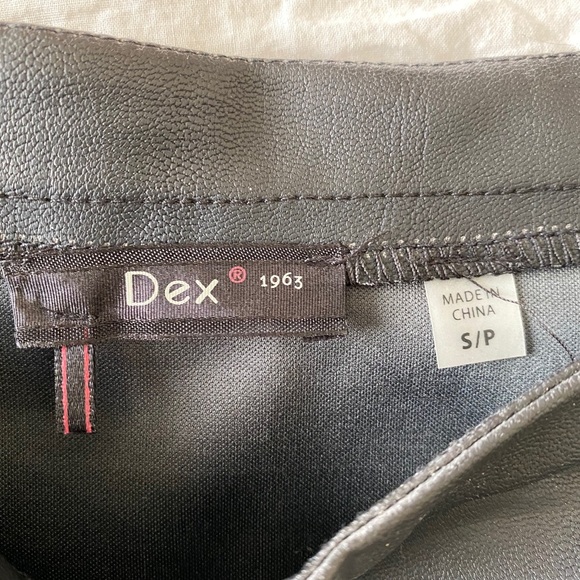 Dex® 1963
MADE IN
CHINA
S/P